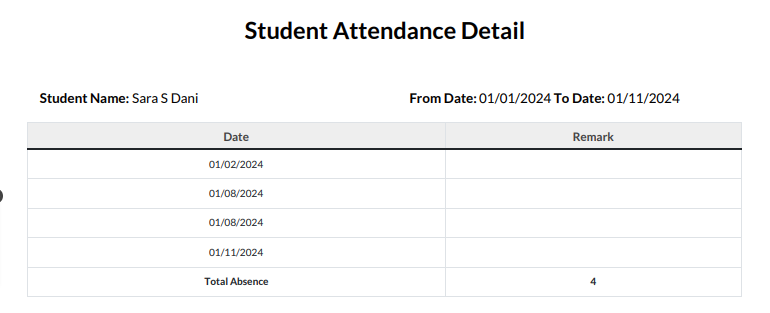 Student Attendance Detail
Student Name: Sara S Dani From Date: 01/01/2024 To Date: 01/11/2024
Date Remark
01/02/2024
01/08/2024
01/08/2024
01/11/2024
Total Absence 4